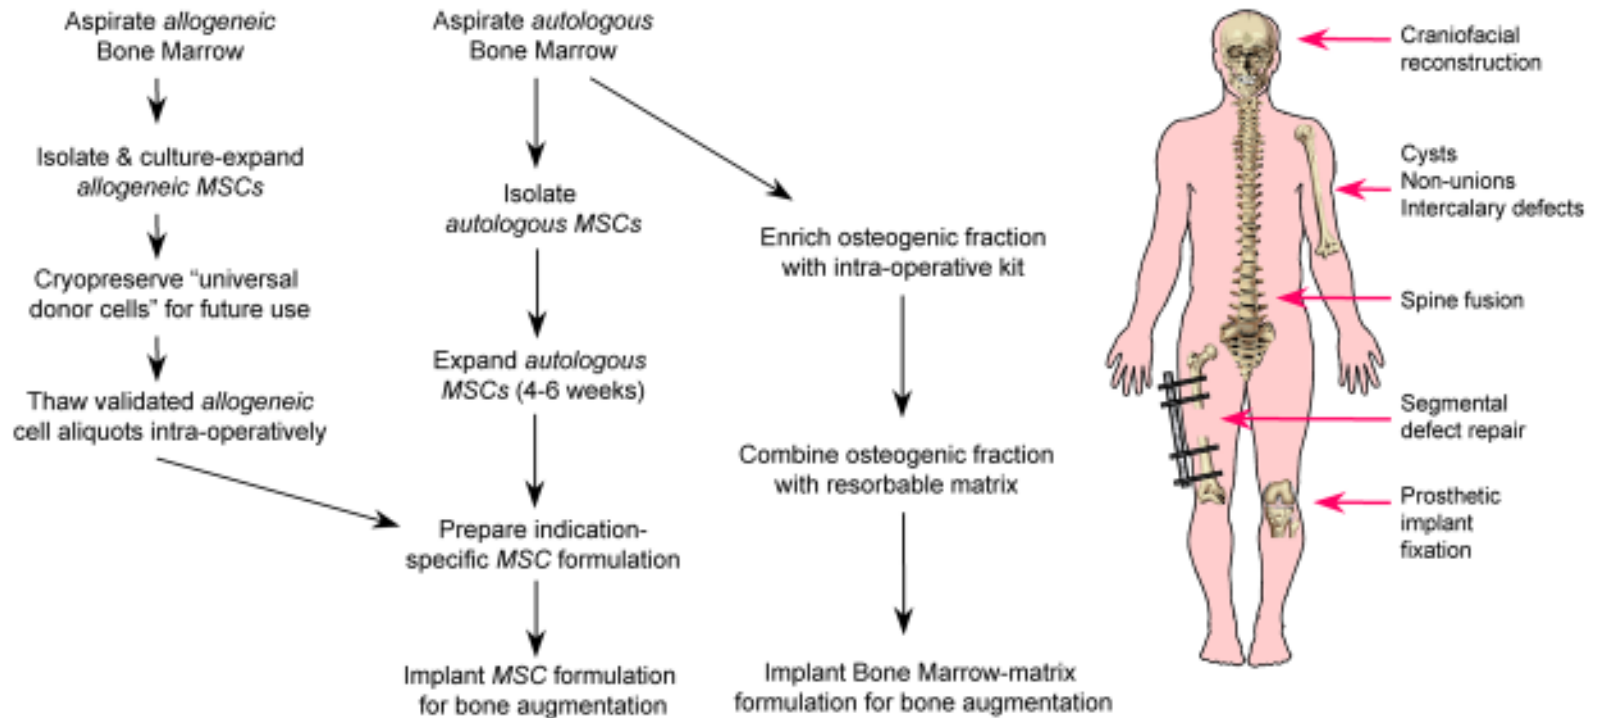 Aspirate allogeneic
Bone Marrow
Isolate & culture-expand
allogeneic MSCs
Cryopreserve “universal
donor cells” for future use
Thaw validated allogeneic
cell aliquots intra-operatively
Aspirate autologous
Bone Marrow
Isolate
autologous MSCs
Expand autologous
MSCs (4-6 weeks)
Prepare indication-
specific MSC formulation
Implant MSC formulation
for bone augmentation
Enrich osteogenic fraction
with intra-operative kit
Combine osteogenic fraction
with resorbable matrix
Implant Bone Marrow-matrix
formulation for bone augmentation
Craniofacial
reconstruction
Cysts
Non-unions
Intercalary defects
Spine fusion
Segmental
defect repair
Prosthetic
implant
fixation